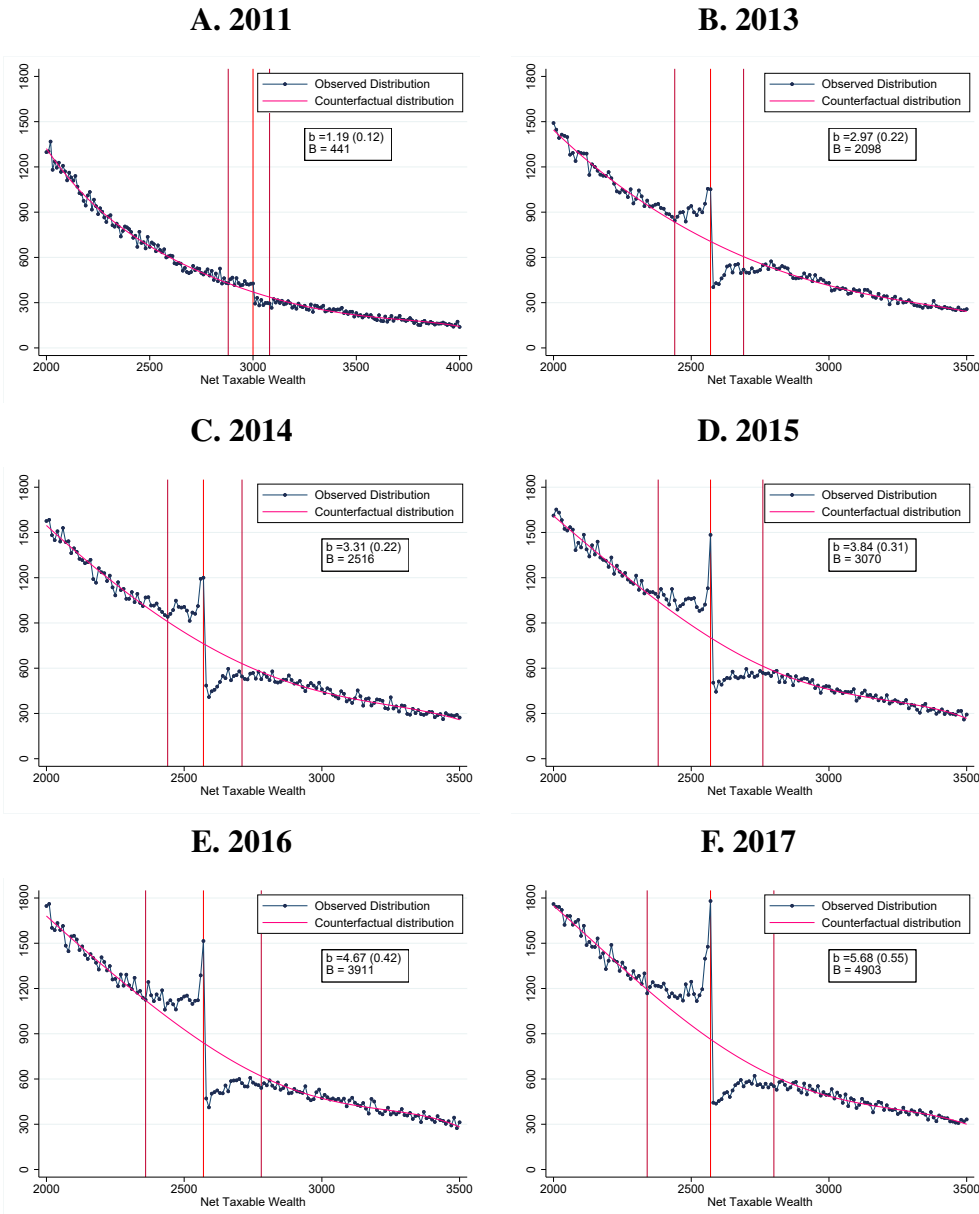 A. 2011
B. 2013
0 300 600 900 1200 1500 1800
Observed Distribution
Counterfactual distribution
b =1.19 (0.12)
B = 441
2000 2500 3000 3500 4000
Net Taxable Wealth
0 300 600 900 1200 1500 1800
Observed Distribution
Counterfactual distribution
b =2.97 (0.22)
B = 2098
2000 2500 3000 3500
Net Taxable Wealth
C. 2014
D. 2015
0 300 600 900 1200 1500 1800
Observed Distribution
Counterfactual distribution
b =3.31 (0.22)
B = 2516
2000 2500 3000 3500
Net Taxable Wealth
0 300 600 900 1200 1500 1800
Observed Distribution
Counterfactual distribution
b =3.84 (0.31)
B = 3070
2000 2500 3000 3500
Net Taxable Wealth
E. 2016
F. 2017
0 300 600 900 1200 1500 1800
Observed Distribution
Counterfactual distribution
b =4.67 (0.42)
B = 3911
2000 2500 3000 3500
Net Taxable Wealth
0 300 600 900 1200 1500 1800
Observed Distribution
Counterfactual distribution
b =5.68 (0.55)
B = 4903
2000 2500 3000 3500
Net Taxable Wealth